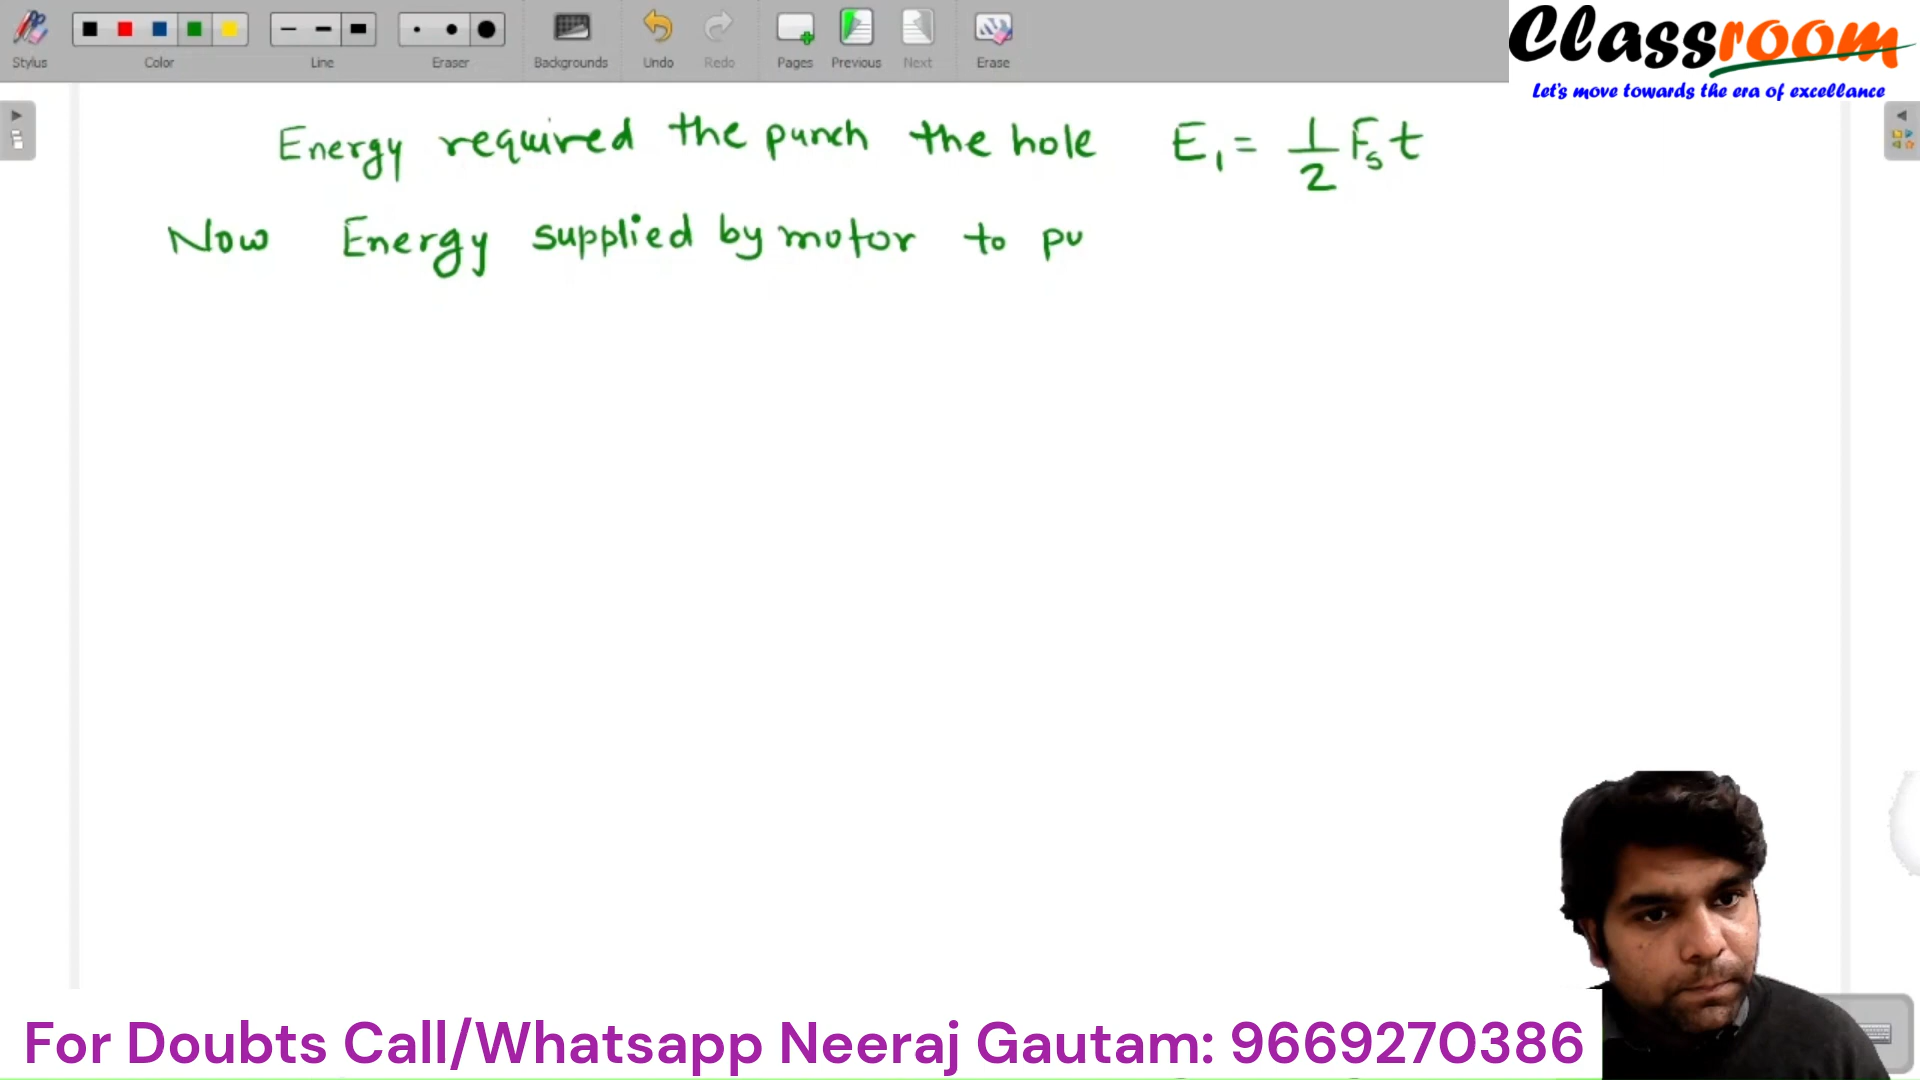 Stylus
Color
Line
Eraser
Backgrounds
Undo
Redo
Pages
Previous
Next
Erase
Classroom
Let's move towards the era of excellance
Energy required the punch the hole E₁ = 1/2 Fₛ t
Now Energy supplied by motor to pu
For Doubts Call/Whatsapp Neeraj Gautam: 9669270386